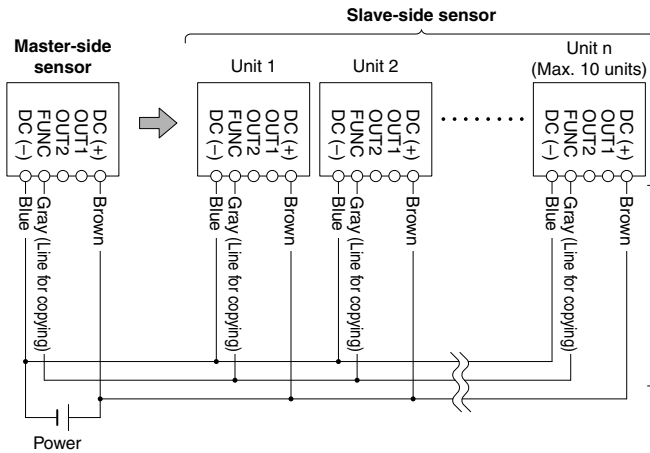 Slave-side sensor
Master-side
sensor
Unit 1
Unit 2
Unit n
(Max. 10 units)
DC (−)
FUNC
OUT2
OUT1
DC (+)
DC (−)
FUNC
OUT2
OUT1
DC (+)
DC (−)
FUNC
OUT2
OUT1
DC (+)
DC (−)
FUNC
OUT2
OUT1
DC (+)
Blue
Gray (Line for copying)
Brown
Blue
Gray (Line for copying)
Brown
Blue
Gray (Line for copying)
Brown
Blue
Gray (Line for copying)
Brown
Power